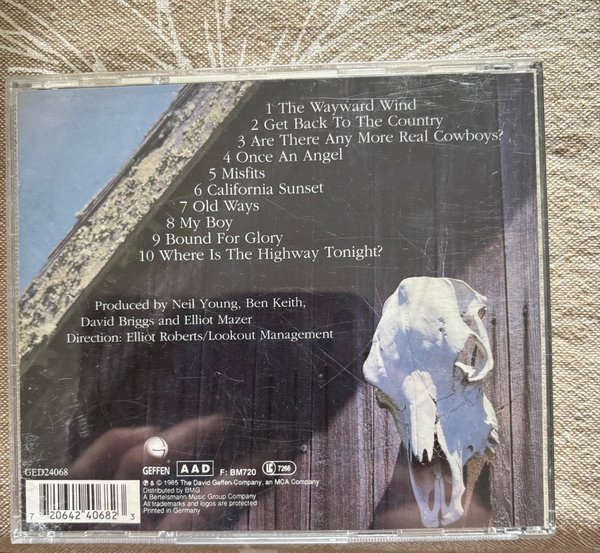 1 The Wayward Wind
2 Get Back To The Country
3 Are There Any More Real Cowboys?
4 Once An Angel
5 Misfits
6 California Sunset
7 Old Ways
8 My Boy
9 Bound For Glory
10 Where Is The Highway Tonight?
Produced by Neil Young, Ben Keith,
David Briggs and Elliot Mazer
Direction: Elliot Roberts/Lookout Management
GED24068
GEFFEN AAD F: BM720 LC 7266
℗ & © 1985 The David Geffen Company, an MCA Company
Distributed by BMG
A Bertelsmann Music Group Company
All trademarks and logos are protected
Printed in Germany
7 20642 40682 3